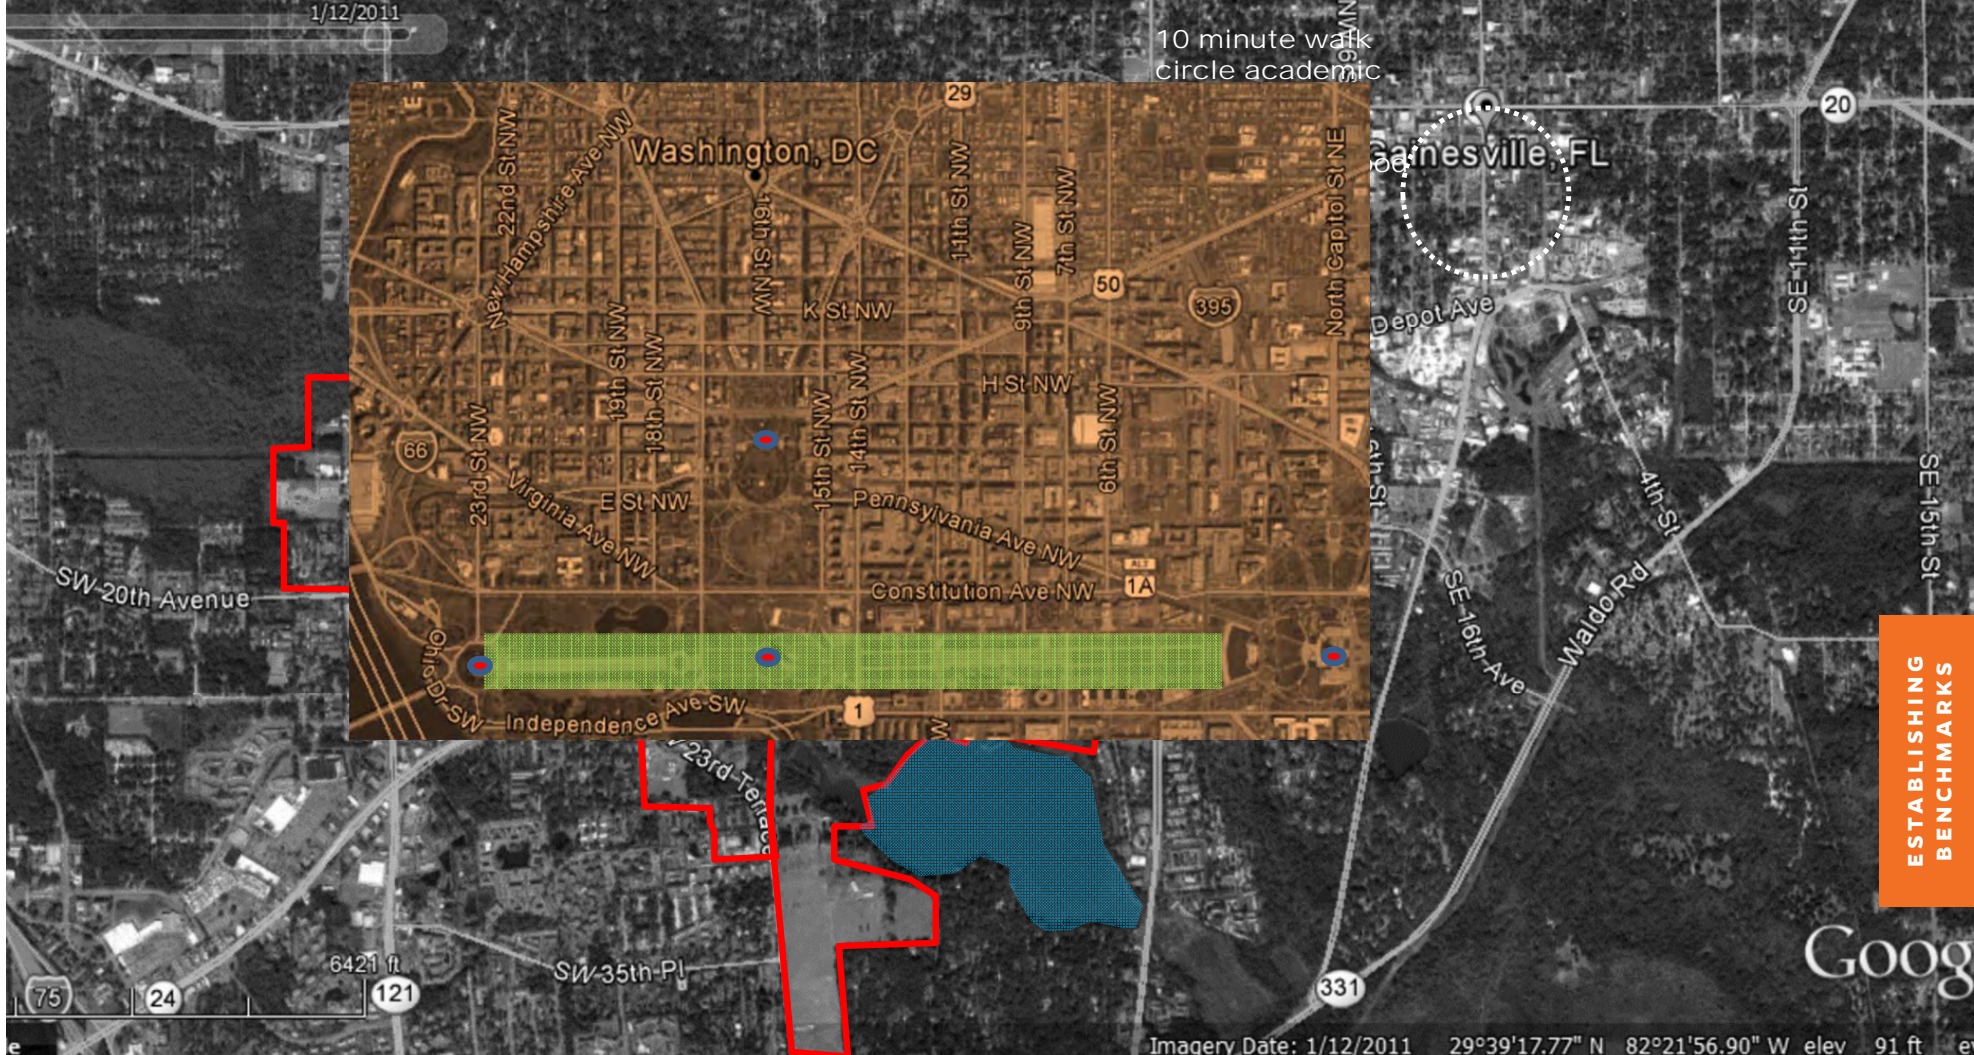 1/12/2011
10 minute walk
circle academic
29
20
Washington, DC
Gainesville, FL
22nd St NW
New Hampshire Ave NW
16th St NW
11th St NW
7th St NW
9th St NW
North Capitol St NE
SE 11th St
50
395
K St NW
Depot Ave
19th St NW
18th St NW
15th St NW
14th St NW
H St NW
6th St NW
66
23rd St NW
Virginia Ave NW
E St NW
Pennsylvania Ave NW
4th St
SE 15th St
ALT
1A
Constitution Ave NW
SW 20th Avenue
SE 16th Ave
Waldo Rd
Ohio Dr SW
Independence Ave SW
1
W
ESTABLISHING
BENCHMARKS
23rd Terrace
SW 35th Pl
6421 ft
75
24
121
331
Goog
Imagery Date: 1/12/2011 29°39'17.77" N 82°21'56.90" W elev 91 ft